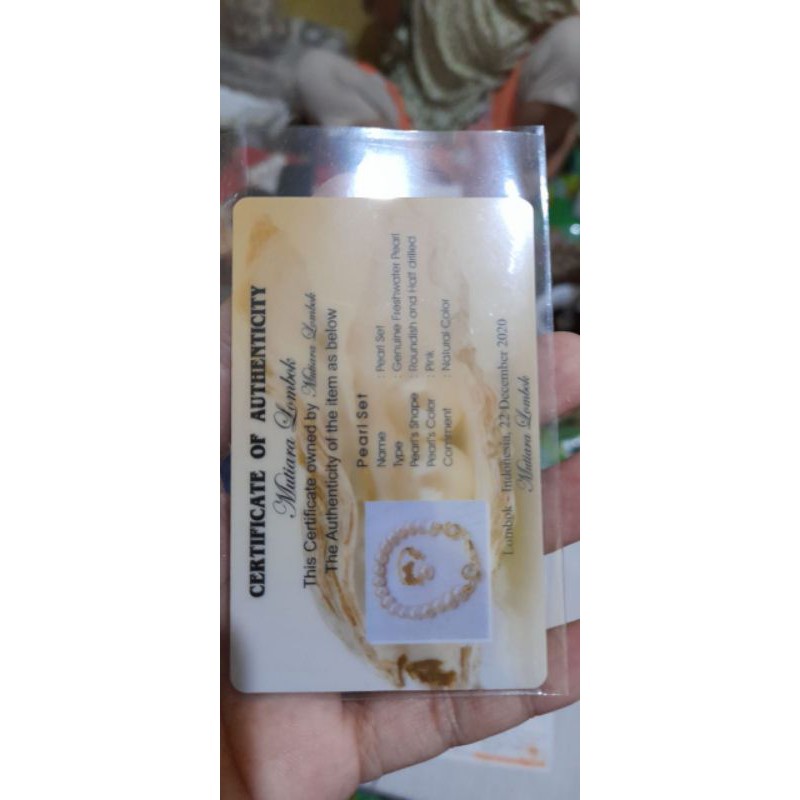 CERTIFICATE OF AUTHENTICITY
Mutiara Lombok
This Certificate owned by Mutiara Lombok
The Authenticity of the item as below
Pearl Set
Name : Pearl Set
Type : Genuine Freshwater Pearl
Pearl's Shape : Roundish and Half drilled
Pearl's Color : Pink
Comment : Natural Color
Lombok - Indonesia, 22 December 2020
Mutiara Lombok